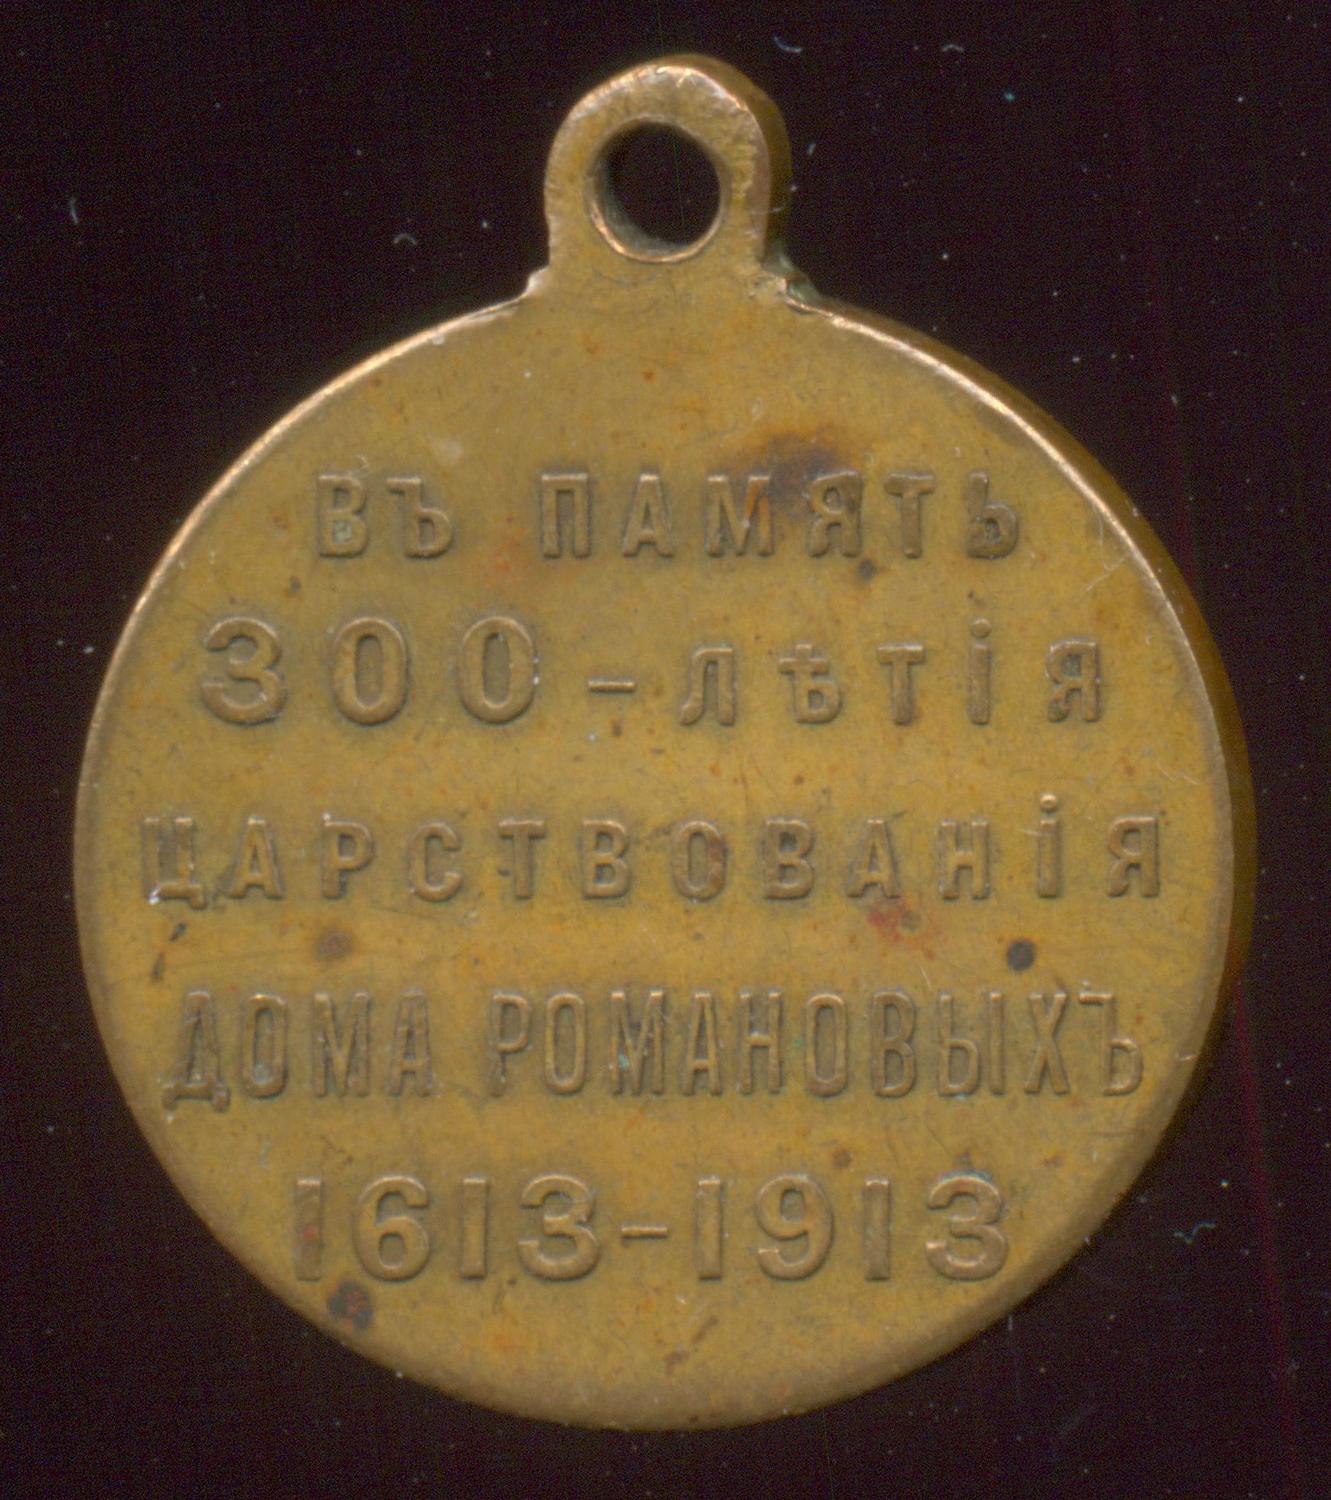 ВЪ ПАМЯТЬ
300-ЛѢТІЯ
ЦАРСТВОВАНІЯ
ДОМА РОМАНОВЫХЪ
1613-1913